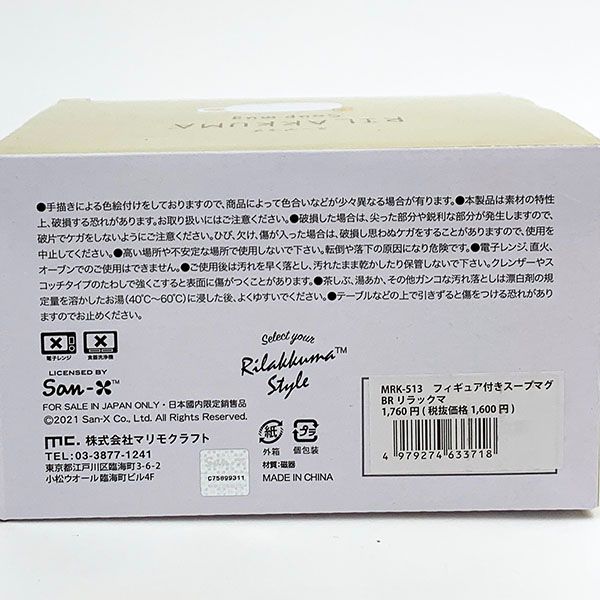 RILAKKUMA
Soup mug
●手描きによる色絵付けをしておりますので、商品によって色合いなどが少々異なる場合が有ります。●本製品は素材の特性
上、破損する恐れがあります。お取り扱いにはご注意ください。●破損した場合は、尖った部分や鋭利な部分が発生しますので、
破片でケガをしないようにご注意ください。ひび、欠け、傷が入った場合は、破損し思わぬケガをすることがありますので、使用を
中止してください。●高い場所や不安定な場所で使用しないで下さい。転倒や落下の原因になり危険です。●電子レンジ、直火、
オーブンでのご使用はできません。●ご使用後は汚れを早く落とし、汚れたまま乾かしたり保管しないで下さい。クレンザーやス
コッチタイプのたわしで強くこすると表面に傷がつくことがあります。●茶しぶ、湯あか、その他ガンコな汚れ落としは漂白剤の規
定量を溶かしたお湯(40℃〜60℃)に浸した後、よくゆすいでください。●テーブルなどの上で引きずると傷をつける恐れがあり
ますのでお止めください。
電子レンジ 食器洗浄機
LICENSED BY
San-X™
FOR SALE IN JAPAN ONLY・日本国内限定販売品
©2021 San-X Co., Ltd. All Rights Reserved.
mc. 株式会社マリモクラフト
TEL:03-3877-1241
東京都江戸川区臨海町3-6-2
小松ウオール臨海町ビル4F
C75899311
Select your
Rilakkuma™
Style
紙 プラ
外箱 個包装
材質:磁器
MADE IN CHINA
MRK-513 フィギュア付きスープマグ
BR リラックマ
1,760円(税抜価格 1,600円)
4 979274 633718